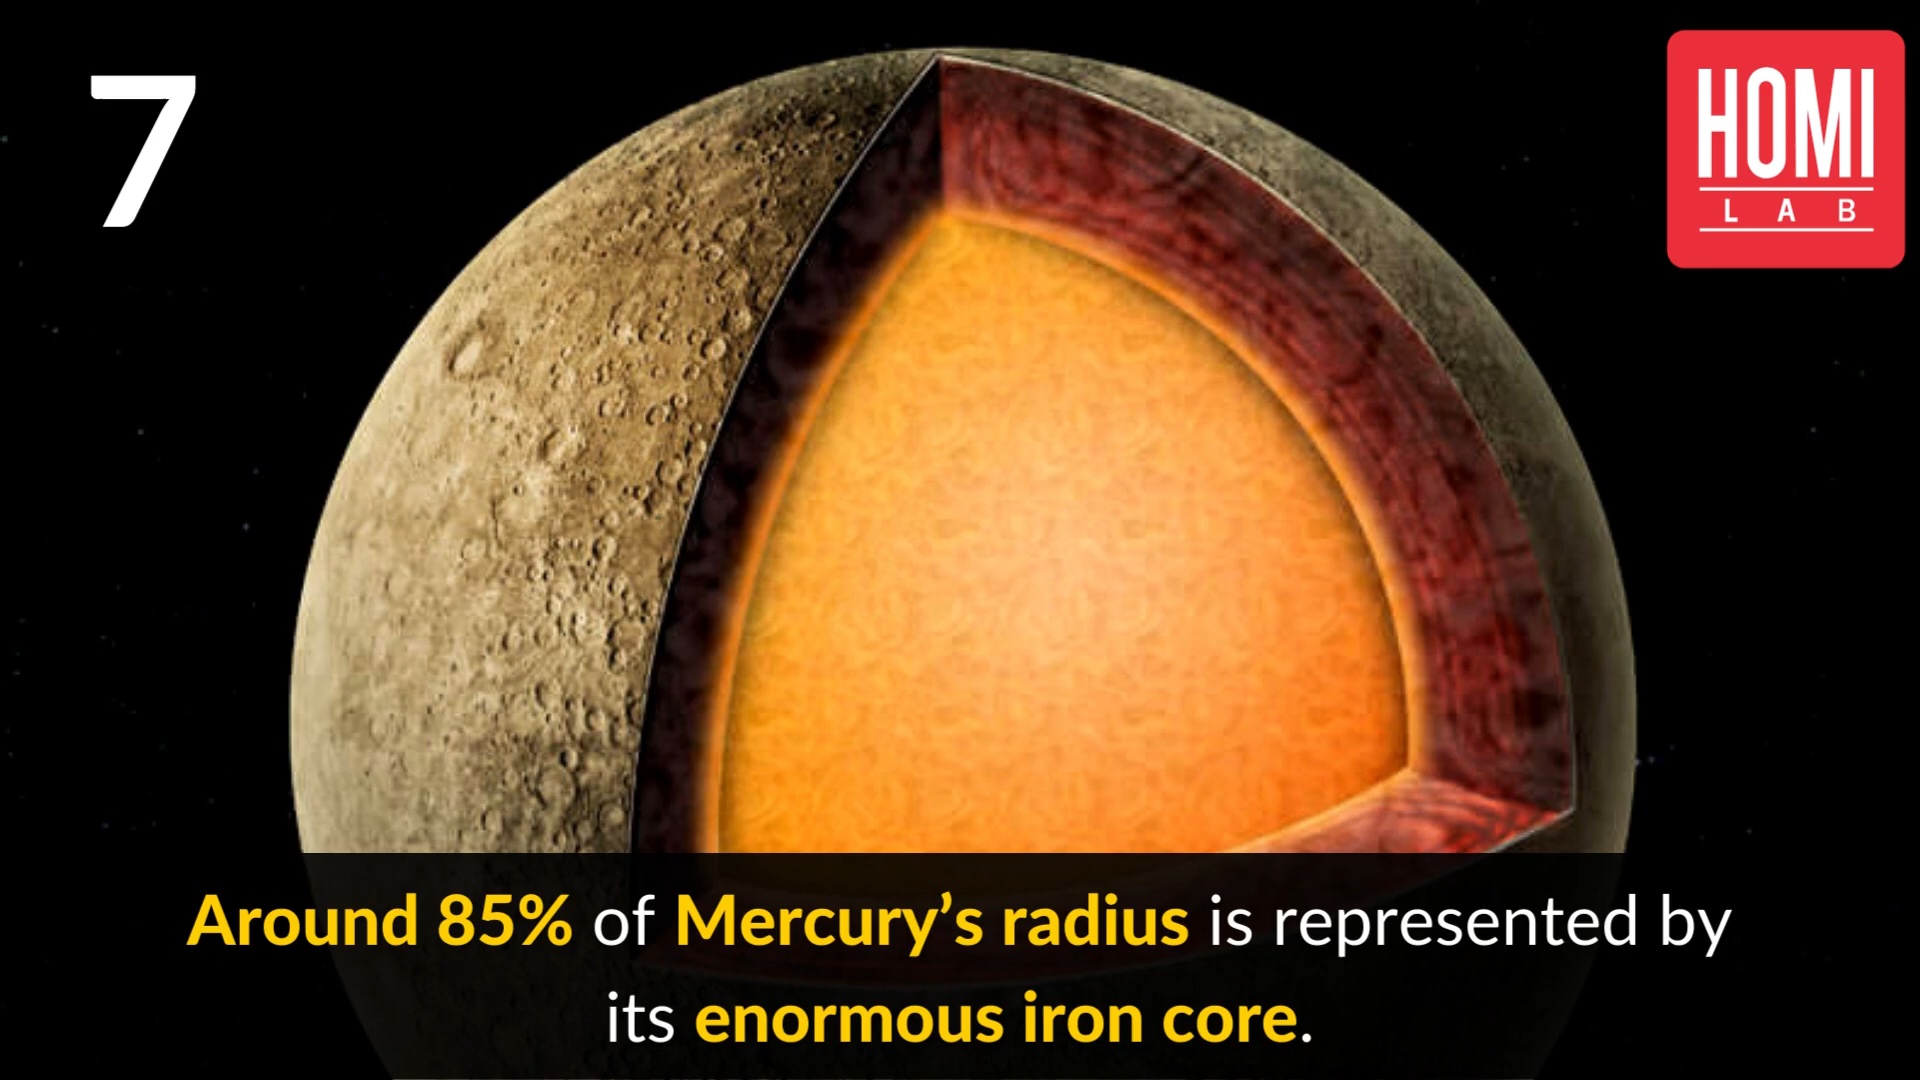 7
HOMI
LAB
Around 85% of Mercury’s radius is represented by
its enormous iron core.